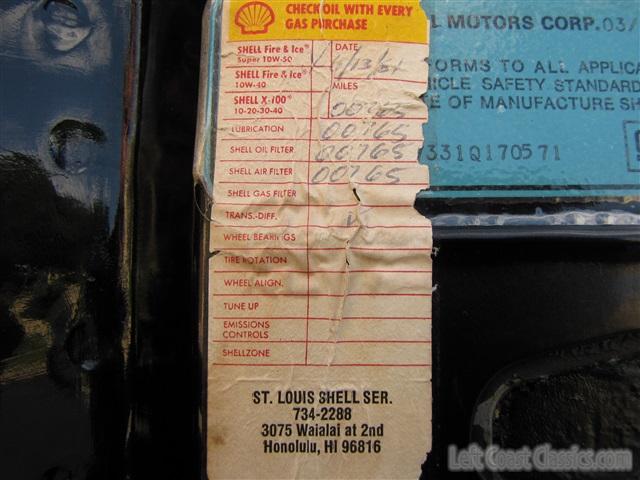 CHECK OIL WITH EVERY
GAS PURCHASE
SHELL Fire & Ice®
Super 10W-50
DATE
SHELL Fire & Ice®
10W-40
MILES
SHELL X-100®
10-20-30-40
00765
LUBRICATION
00765
SHELL OIL FILTER
00765
SHELL AIR FILTER
00765
SHELL GAS FILTER
TRANS.-DIFF.
WHEEL BEARINGS
TIRE ROTATION
WHEEL ALIGN.
TUNE UP
EMISSIONS
CONTROLS
SHELLZONE
ST. LOUIS SHELL SER.
734-2288
3075 Waialai at 2nd
Honolulu, HI 96816
L MOTORS CORP. 03/
ORMS TO ALL APPLICA
HICLE SAFETY STANDARD
E OF MANUFACTURE SH
331Q170571
Left Coast Classics.com